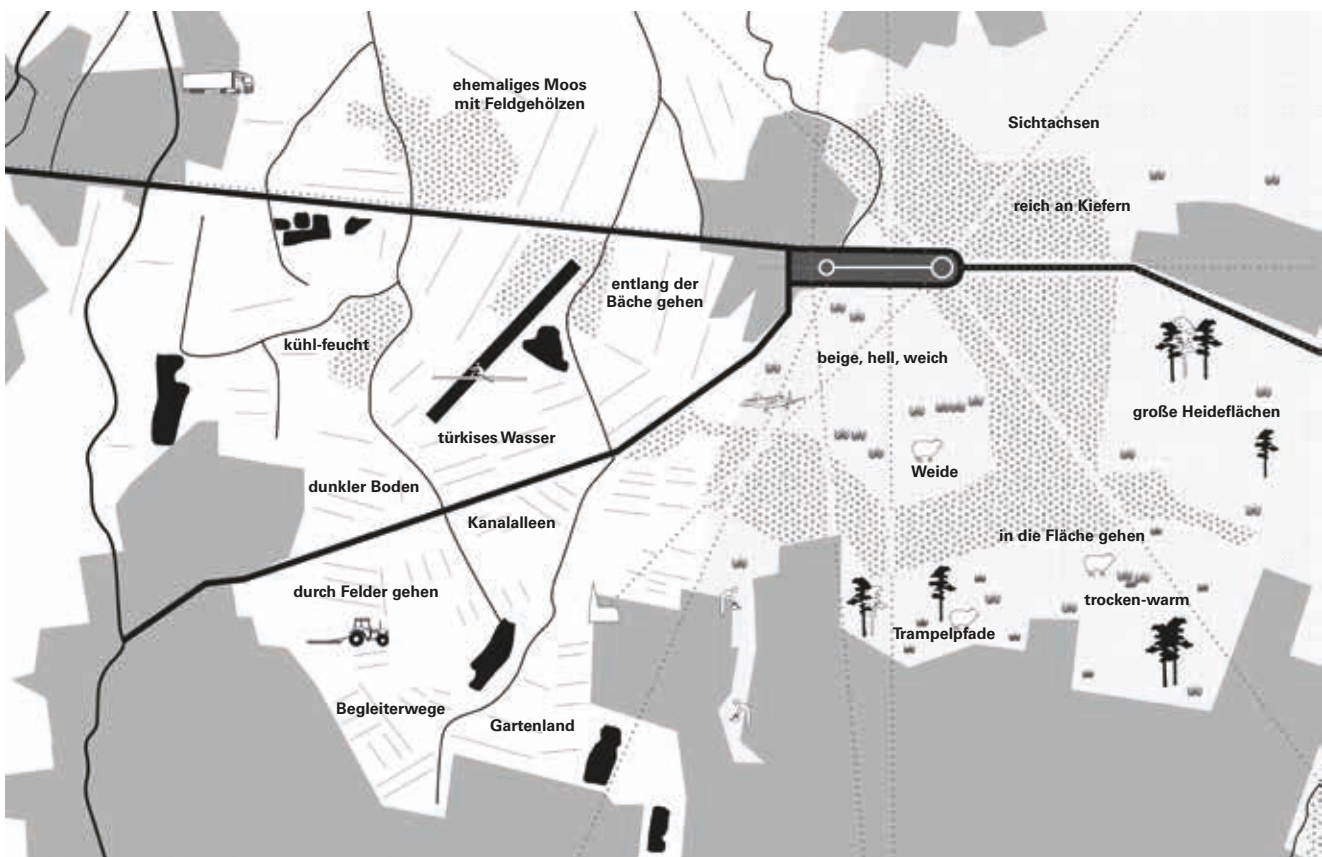 ehemaliges Moos
mit Feldgehölzen
Sichtachsen
reich an Kiefern
entlang der
Bäche gehen
kühl-feucht
beige, hell, weich
große Heideflächen
türkises Wasser
Weide
dunkler Boden
Kanalalleen
in die Fläche gehen
durch Felder gehen
trocken-warm
Trampelpfade
Begleiterwege
Gartenland